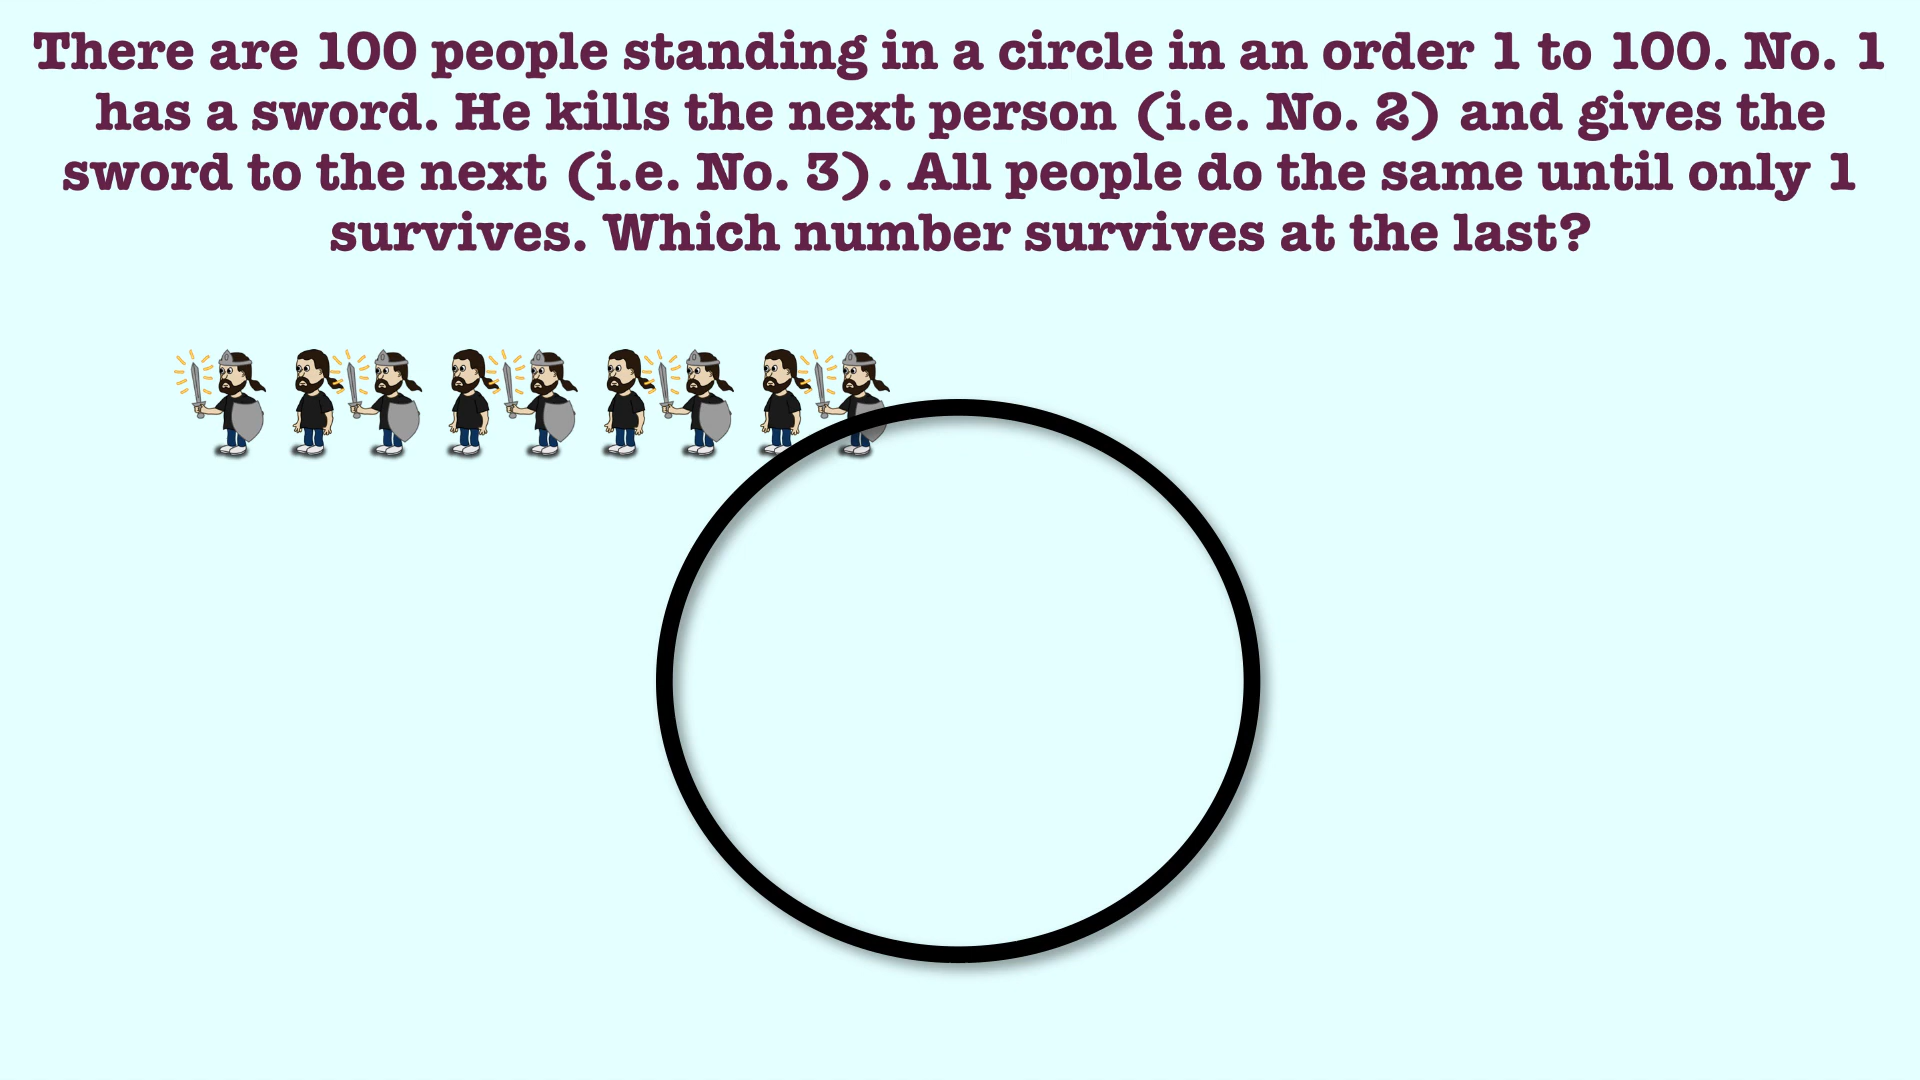 There are 100 people standing in a circle in an order 1 to 100. No. 1
has a sword. He kills the next person (i.e. No. 2) and gives the
sword to the next (i.e. No. 3). All people do the same until only 1
survives. Which number survives at the last?